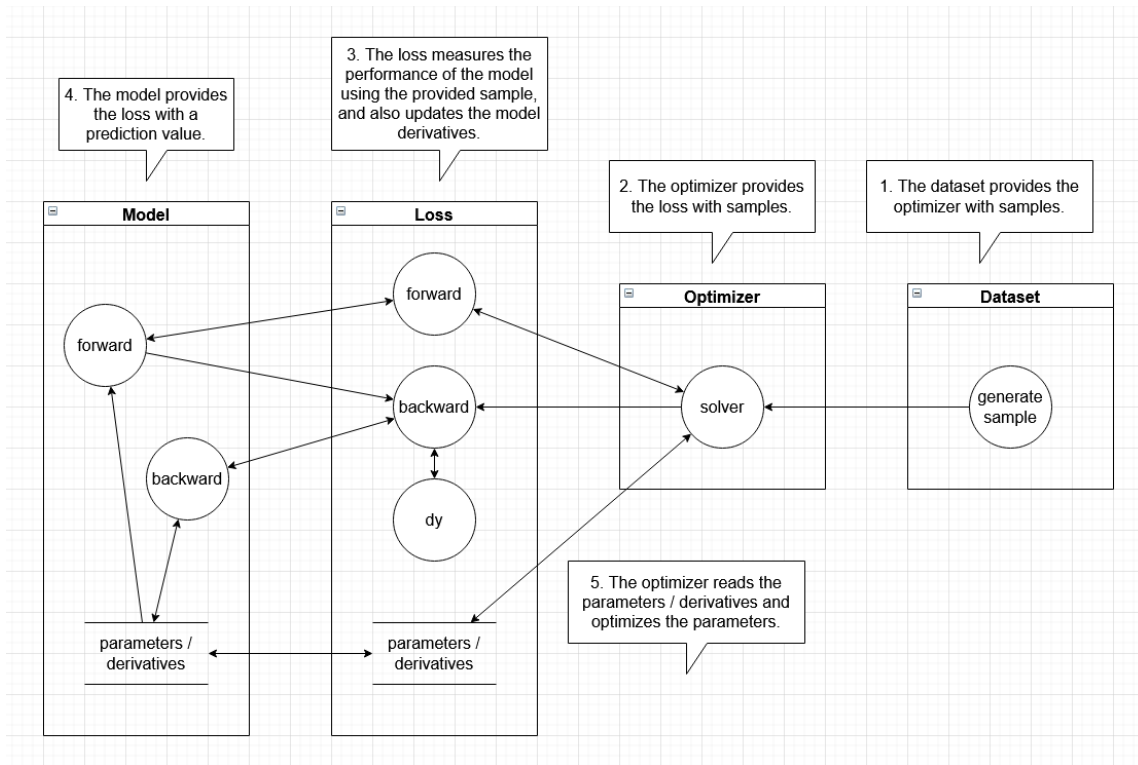 4. The model provides
the loss with a
prediction value.
3. The loss measures the
performance of the model
using the provided sample,
and also updates the model
derivatives.
2. The optimizer provides
the loss with samples.
1. The dataset provides the
optimizer with samples.
Model
forward
backward
parameters /
derivatives
Loss
forward
backward
dy
parameters /
derivatives
Optimizer
solver
Dataset
generate
sample
5. The optimizer reads the
parameters / derivatives and
optimizes the parameters.